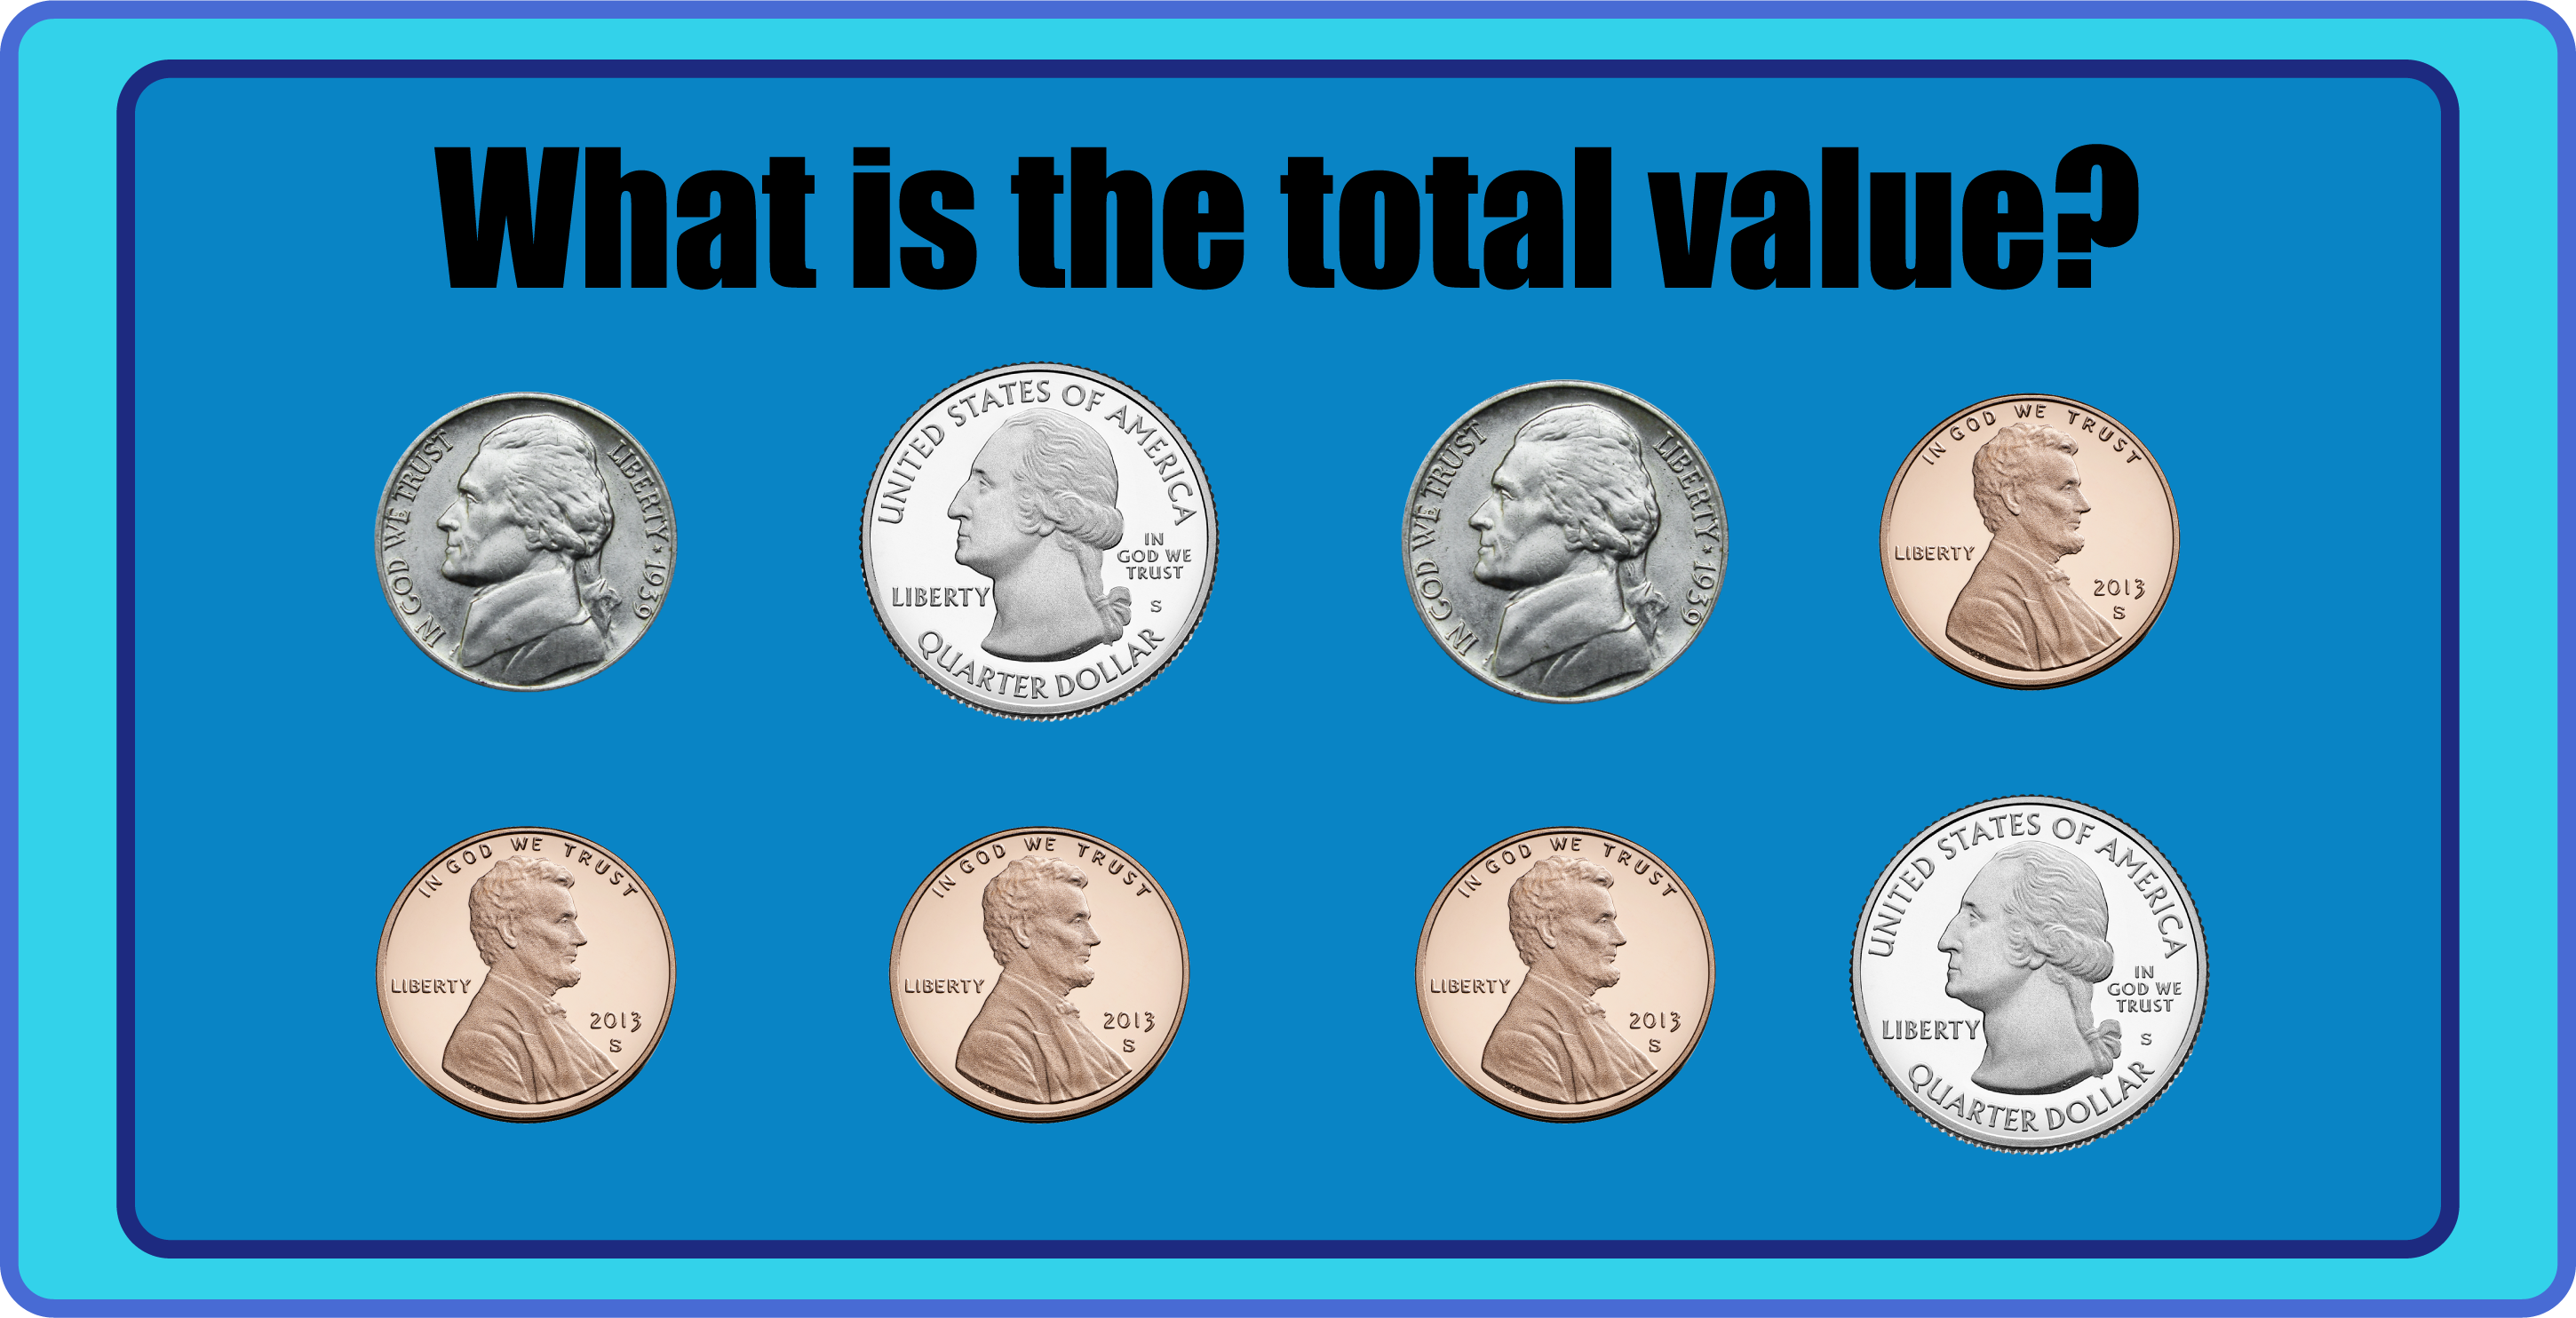 What is the total value?
IN GOD WE TRUST LIBERTY ★ 1939
UNITED STATES OF AMERICA
IN
GOD WE
TRUST
LIBERTY
S
QUARTER DOLLAR
IN GOD WE TRUST LIBERTY ★ 1939
IN GOD WE TRUST
LIBERTY
2013
S
IN GOD WE TRUST
LIBERTY
2013
S
IN GOD WE TRUST
LIBERTY
2013
S
IN GOD WE TRUST
LIBERTY
2013
S
UNITED STATES OF AMERICA
IN
GOD WE
TRUST
LIBERTY
S
QUARTER DOLLAR